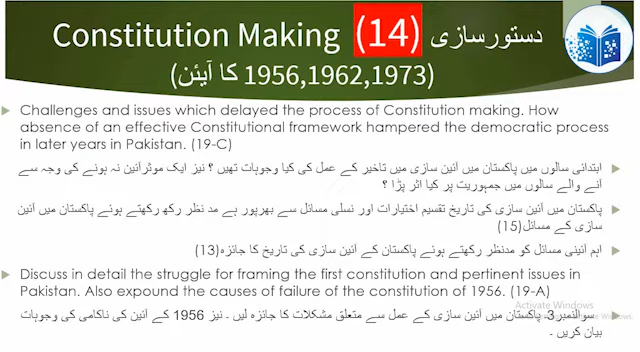 Constitution Making (14) دستورسازی
(1956,1962,1973 کا آیئن)
Challenges and issues which delayed the process of Constitution making. How
absence of an effective Constitutional framework hampered the democratic process
in later years in Pakistan. (19-C)
ابتدائی سالوں میں پاکستان میں آئین سازی میں تاخیر کے عمل کی کیا وجوہات تھیں ؟ نیز ایک موثرآئین نہ ہونے کی وجہ سے
آنے والے سالوں میں جمہوریت پر کیا اثر پڑا ؟
پاکستان میں آئین سازی کی تاریخ تقسیم اختیارات اور نسلی مسائل سے بھرپور ہے مد نظر رکھ رکھتے ہوئے پاکستان میں آئین
سازی کے مسائل(15)
اہم آئینی مسائل کو مدنظر رکھتے ہوئے پاکستان کے آئین سازی کی تاریخ کا جائزہ(13)
Discuss in detail the struggle for framing the first constitution and pertinent issues in
Pakistan. Also expound the causes of failure of the constitution of 1956. (19-A)
Activate Windows
سوالنمبر3. پاکستان میں آئین سازی کے عمل سے متعلق مشکلات کا جائزہ لیں ۔ نیز 1956 کے آئین کی ناکامی کی وجوہات
بیان کریں ۔